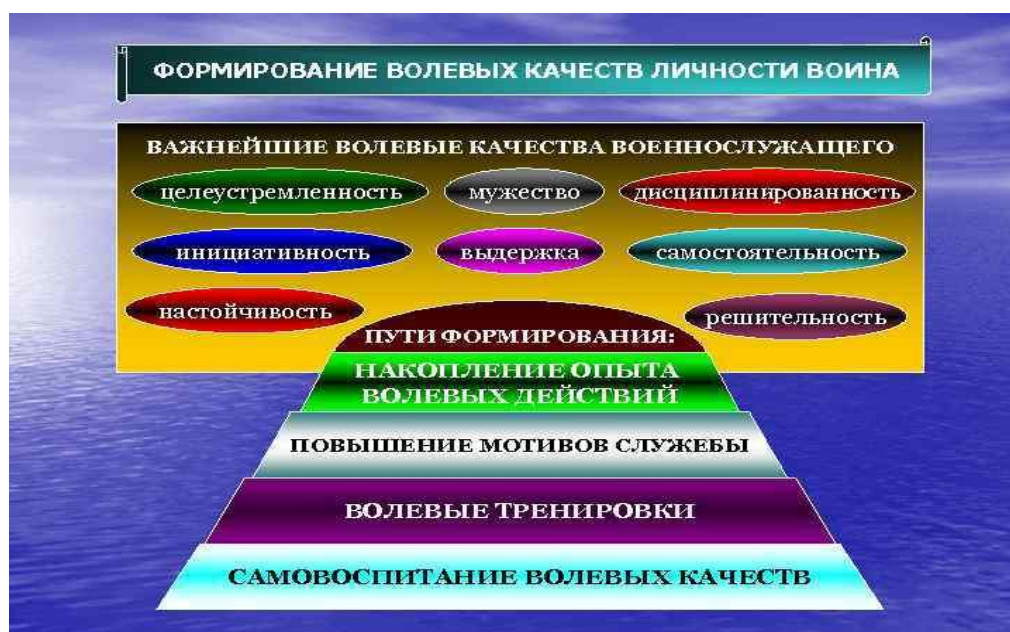 ФОРМИРОВАНИЕ ВОЛЕВЫХ КАЧЕСТВ ЛИЧНОСТИ ВОИНА
ВАЖНЕЙШИЕ ВОЛЕВЫЕ КАЧЕСТВА ВОЕННОСЛУЖАЩЕГО
целеустремленность мужество дисциплинированность
инициативность выдержка самостоятельность
настойчивость решительность
ПУТИ ФОРМИРОВАНИЯ:
НАКОПЛЕНИЕ ОПЫТА
ВОЛЕВЫХ ДЕЙСТВИЙ
ПОВЫШЕНИЕ МОТИВОВ СЛУЖЕБЫ
ВОЛЕВЫЕ ТРЕНИРОВКИ
САМОВОСПИТАНИЕ ВОЛЕВЫХ КАЧЕСТВ